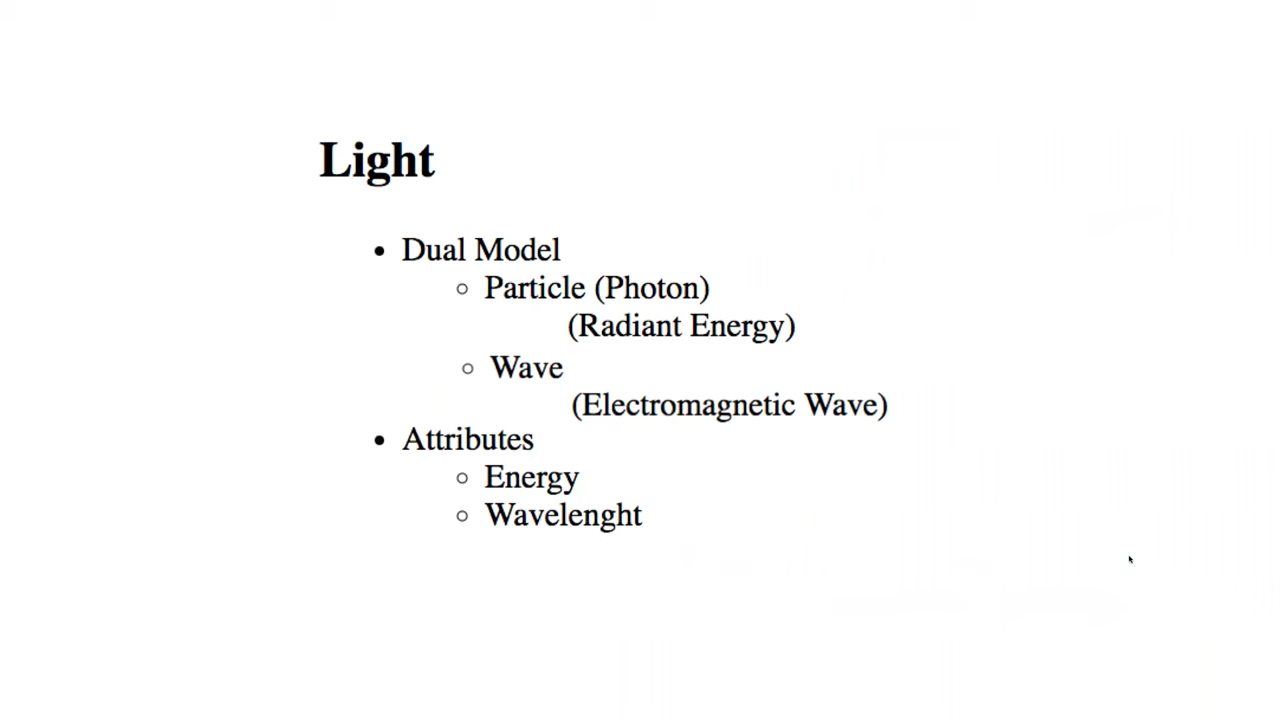 Light
• Dual Model
○ Particle (Photon)
(Radiant Energy)
○ Wave
(Electromagnetic Wave)
• Attributes
○ Energy
○ Wavelenght